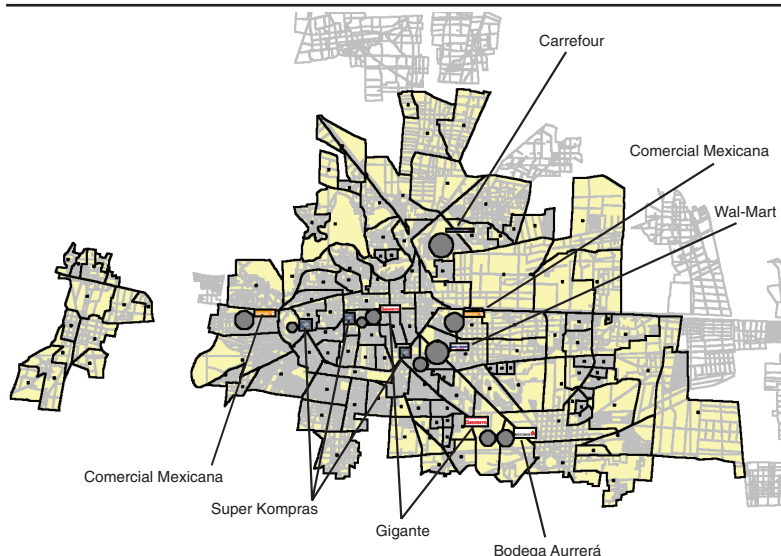 Carrefour
Comercial Mexicana
Wal-Mart
Comercial Mexicana
Super Kompras
Gigante
Bodega Aurrerá